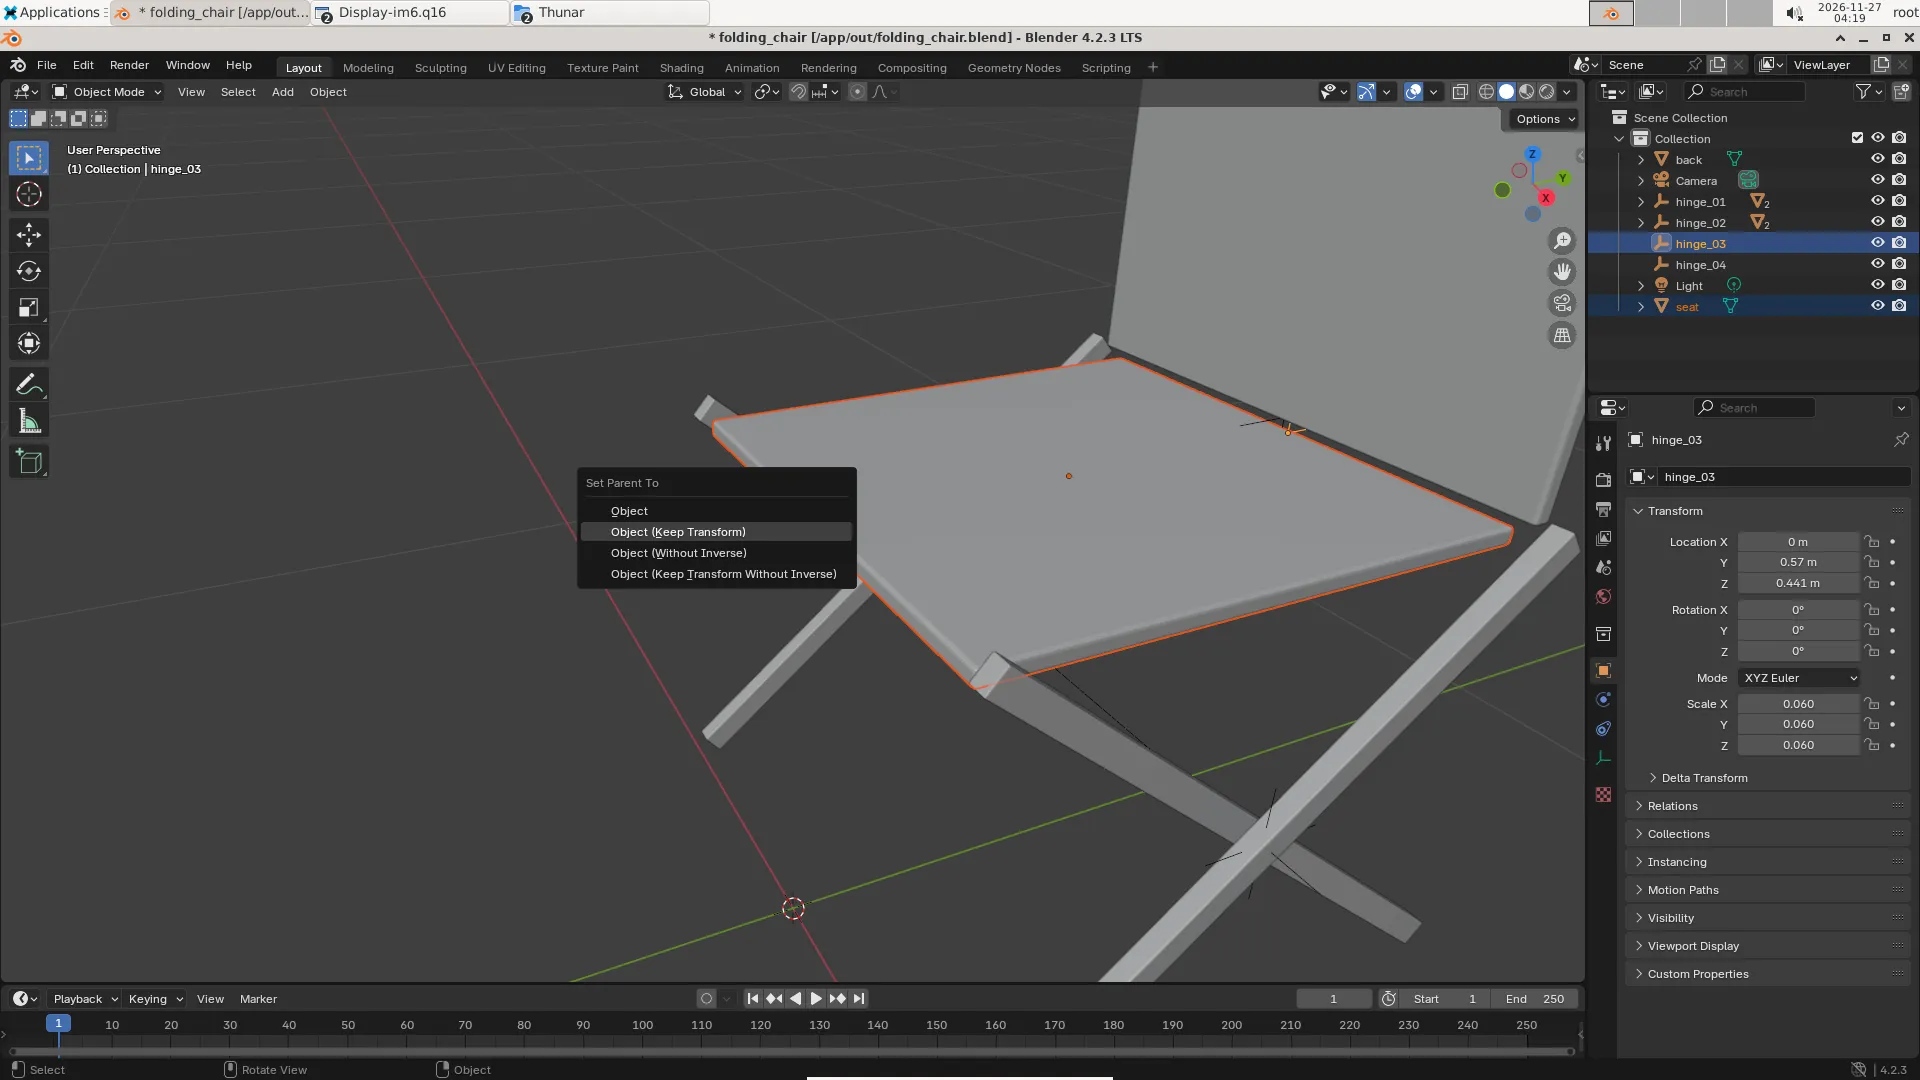 Applications
* folding_chair [/app/out...
2
Display-im6.q16
2
Thunar
2026-11-27
04:19
root
* folding_chair [/app/out/folding_chair.blend] - Blender 4.2.3 LTS
File
Edit
Render
Window
Help
Layout
Modeling
Sculpting
UV Editing
Texture Paint
Shading
Animation
Rendering
Compositing
Geometry Nodes
Scripting
+
Scene
ViewLayer
Object Mode
View
Select
Add
Object
Global
Search
Options
User Perspective
(1) Collection | hinge_03
Z
Y
X
Scene Collection
Collection
back
Camera
hinge_01
2
hinge_02
2
hinge_03
hinge_04
Light
seat
Set Parent To
Object
Object (Keep Transform)
Object (Without Inverse)
Object (Keep Transform Without Inverse)
Search
hinge_03
hinge_03
Transform
Location X 0 m
Y 0.57 m
Z 0.441 m
Rotation X 0°
Y 0°
Z 0°
Mode XYZ Euler
Scale X 0.060
Y 0.060
Z 0.060
Delta Transform
Relations
Collections
Instancing
Motion Paths
Visibility
Viewport Display
Custom Properties
Playback
Keying
View
Marker
1
Start 1
End 250
1 10 20 30 40 50 60 70 80 90 100 110 120 130 140 150 160 170 180 190 200 210 220 230 240 250
Select
Rotate View
Object
4.2.3